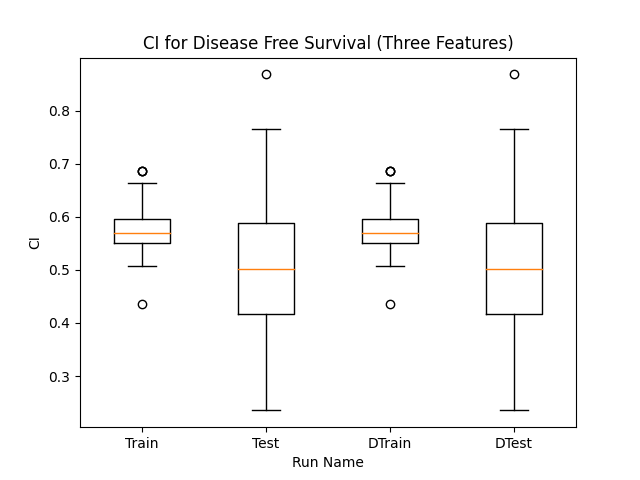 CI for Disease Free Survival (Three Features)
0.8
0.7
0.6
0.5
0.4
0.3
CI
Train
Test
DTrain
DTest
Run Name